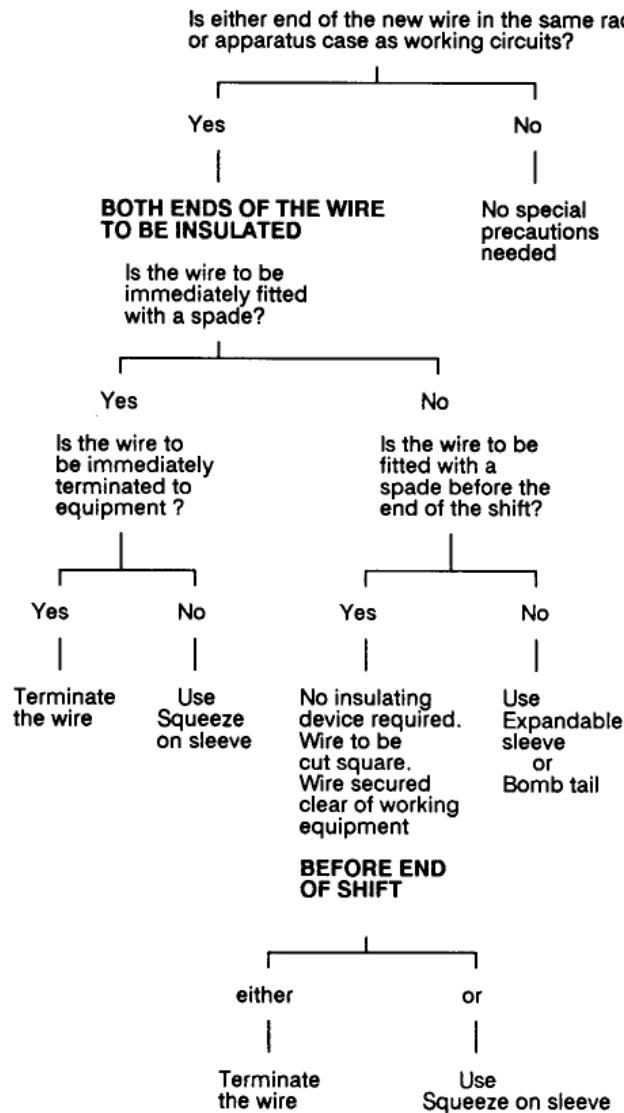 Is either end of the new wire in the same
or apparatus case as working circuits?
Yes
No
BOTH ENDS OF THE WIRE
TO BE INSULATED
No special
precautions
needed
Is the wire to be
immediately fitted
with a spade?
Yes
No
Is the wire to
be immediately
terminated to
equipment ?
Is the wire to be
fitted with a
spade before the
end of the shift?
Yes
No
Yes
No
Terminate
the wire
Use
Squeeze
on sleeve
No insulating
device required.
Wire to be
cut square.
Wire secured
clear of working
equipment
Use
Expandable
sleeve
or
Bomb tail
BEFORE END
OF SHIFT
either
or
Terminate
the wire
Use
Squeeze on sleeve